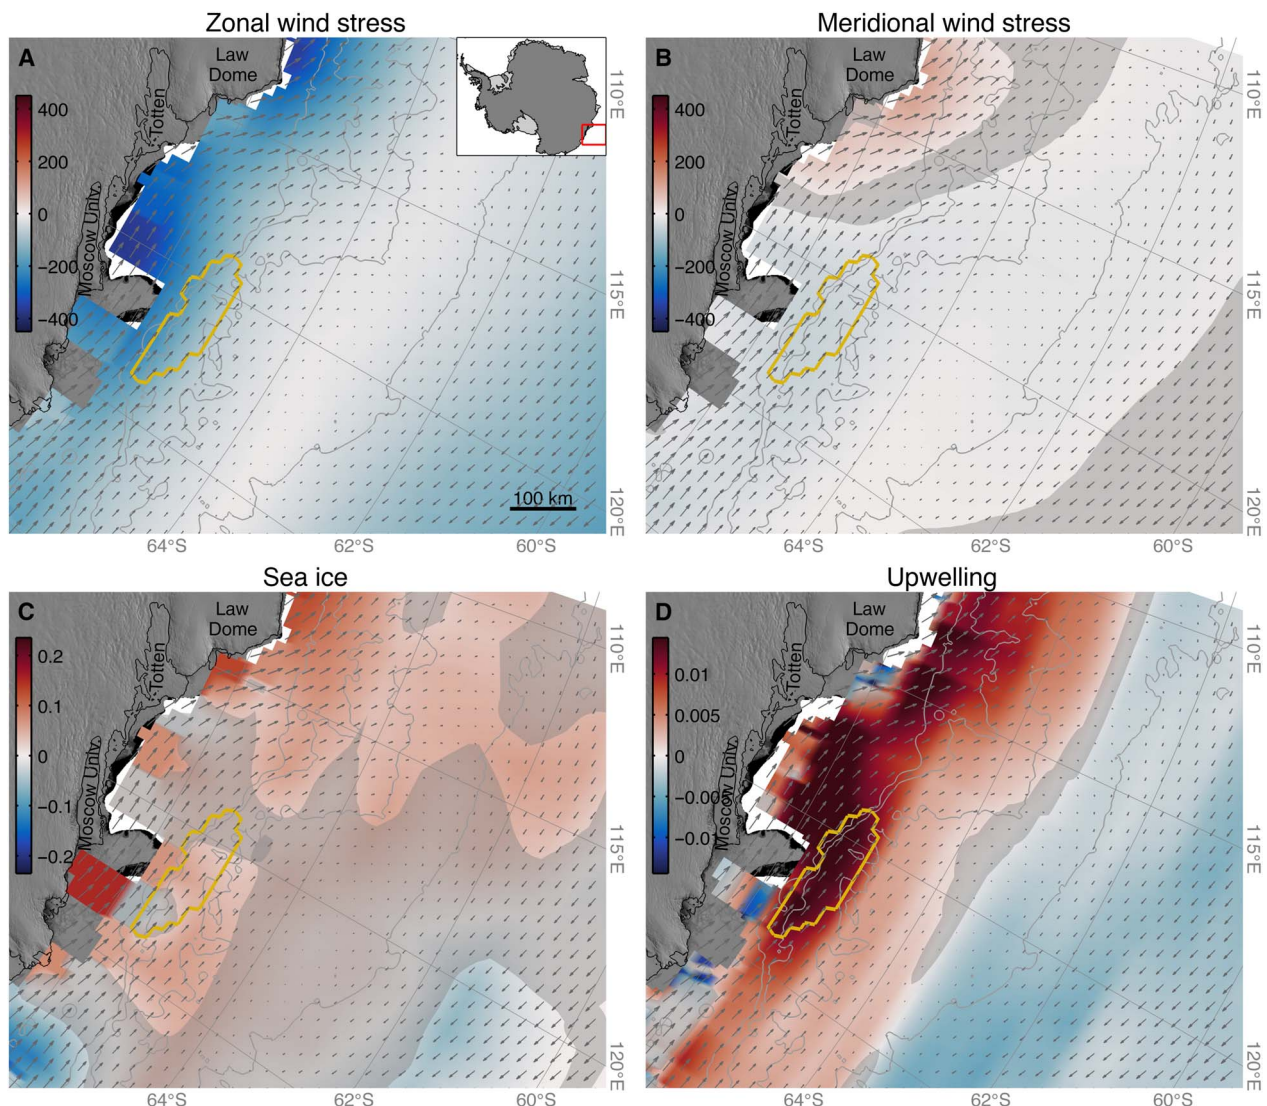 Zonal wind stress
A
Law
Dome
Totten
Moscow Univ.
400
200
0
−200
−400
100 km
110°E
115°E
120°E
64°S
62°S
60°S
Meridional wind stress
B
Law
Dome
Totten
Moscow Univ.
400
200
0
−200
−400
110°E
115°E
120°E
64°S
62°S
60°S
Sea ice
C
Law
Dome
Totten
Moscow Univ.
0.2
0.1
0
−0.1
−0.2
110°E
115°E
120°E
64°S
62°S
60°S
Upwelling
D
Law
Dome
Totten
Moscow Univ.
0.01
0.005
0
−0.005
−0.01
110°E
115°E
120°E
64°S
62°S
60°S